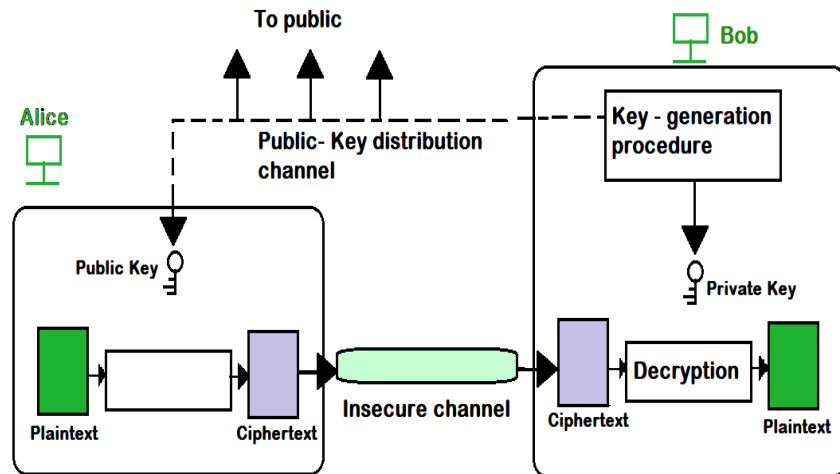 To public
Bob
Alice
Key - generation
procedure
Public- Key distribution
channel
Public Key
Private Key
Decryption
Insecure channel
Plaintext
Ciphertext
Ciphertext
Plaintext